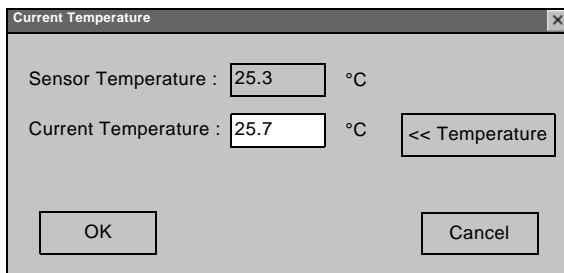 Current Temperature
Sensor Temperature : 25.3 °C
Current Temperature : 25.7 °C << Temperature
OK Cancel